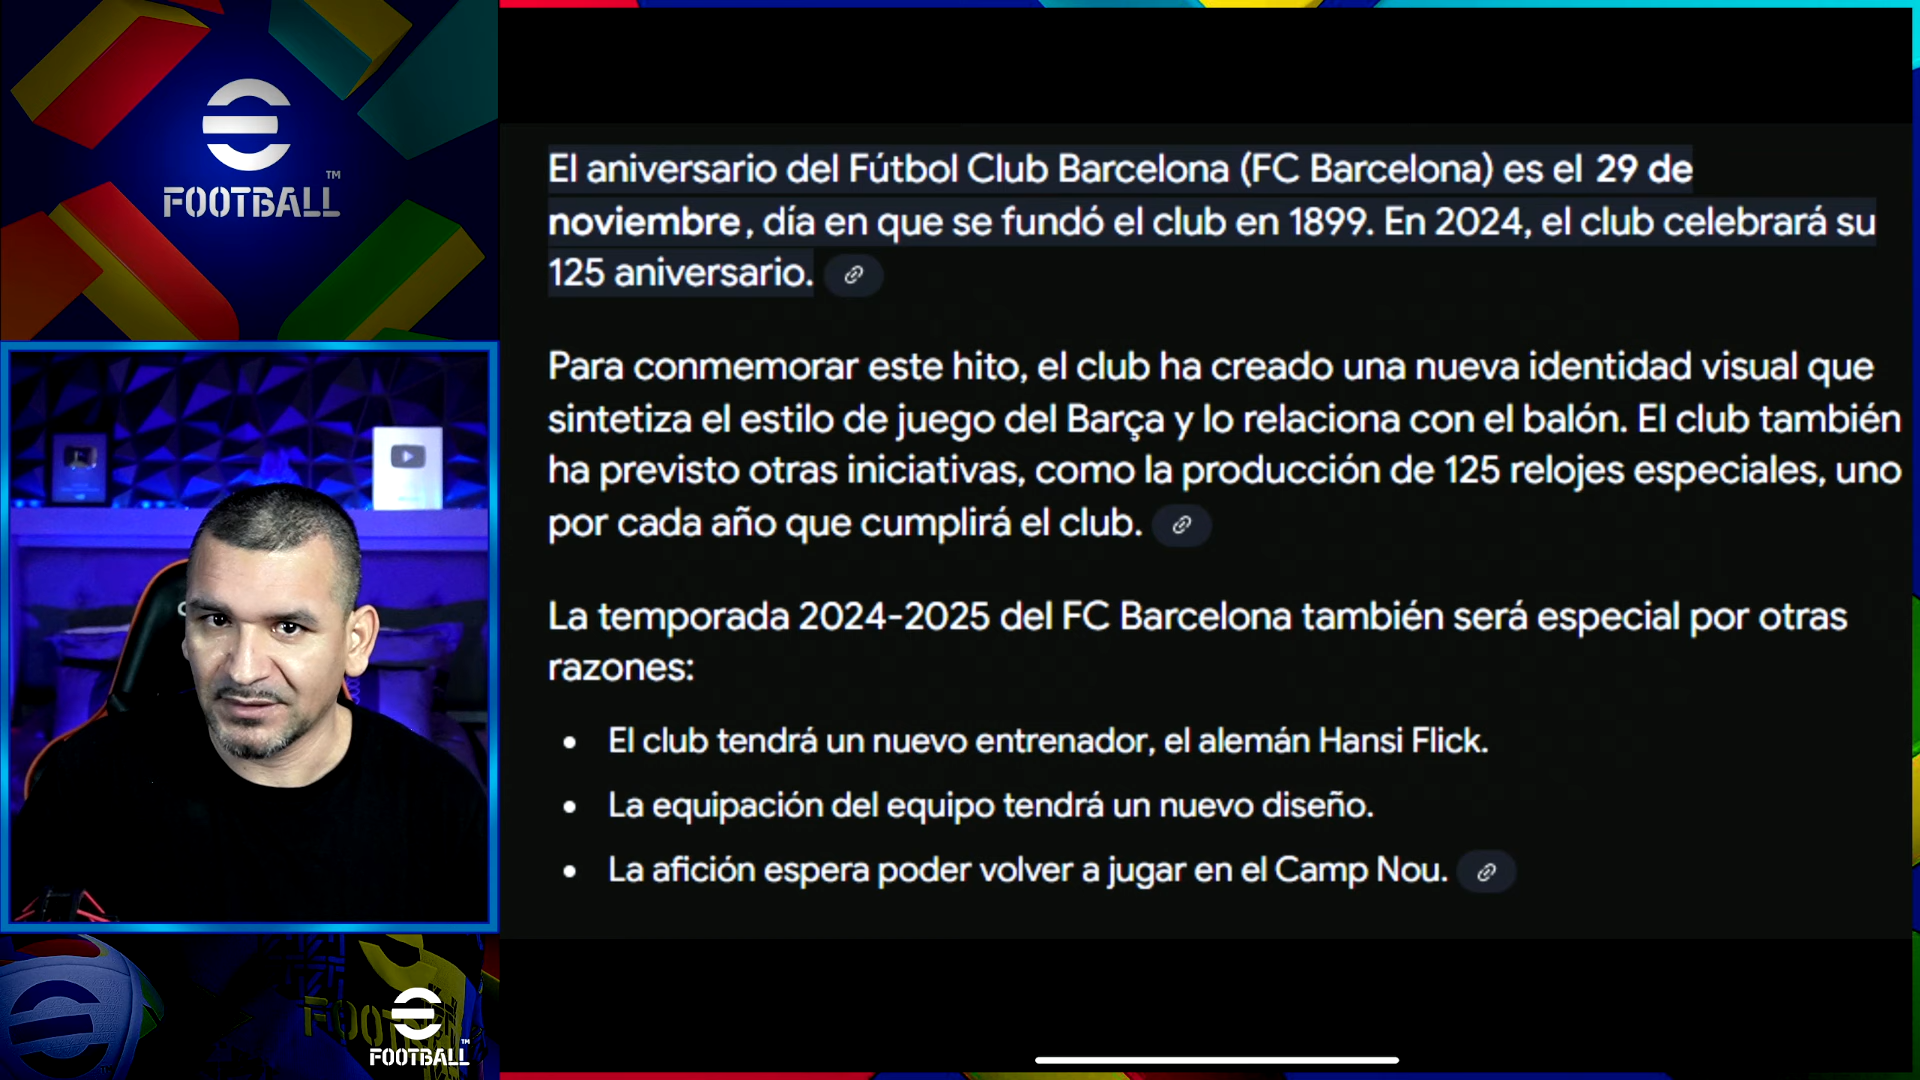 FOOTBALL™
El aniversario del Fútbol Club Barcelona (FC Barcelona) es el 29 de
noviembre, día en que se fundó el club en 1899. En 2024, el club celebrará su
125 aniversario.
Para conmemorar este hito, el club ha creado una nueva identidad visual que
sintetiza el estilo de juego del Barça y lo relaciona con el balón. El club también
ha previsto otras iniciativas, como la producción de 125 relojes especiales, uno
por cada año que cumplirá el club.
La temporada 2024-2025 del FC Barcelona también será especial por otras
razones:
• El club tendrá un nuevo entrenador, el alemán Hansi Flick.
• La equipación del equipo tendrá un nuevo diseño.
• La afición espera poder volver a jugar en el Camp Nou.
FOOTBALL™